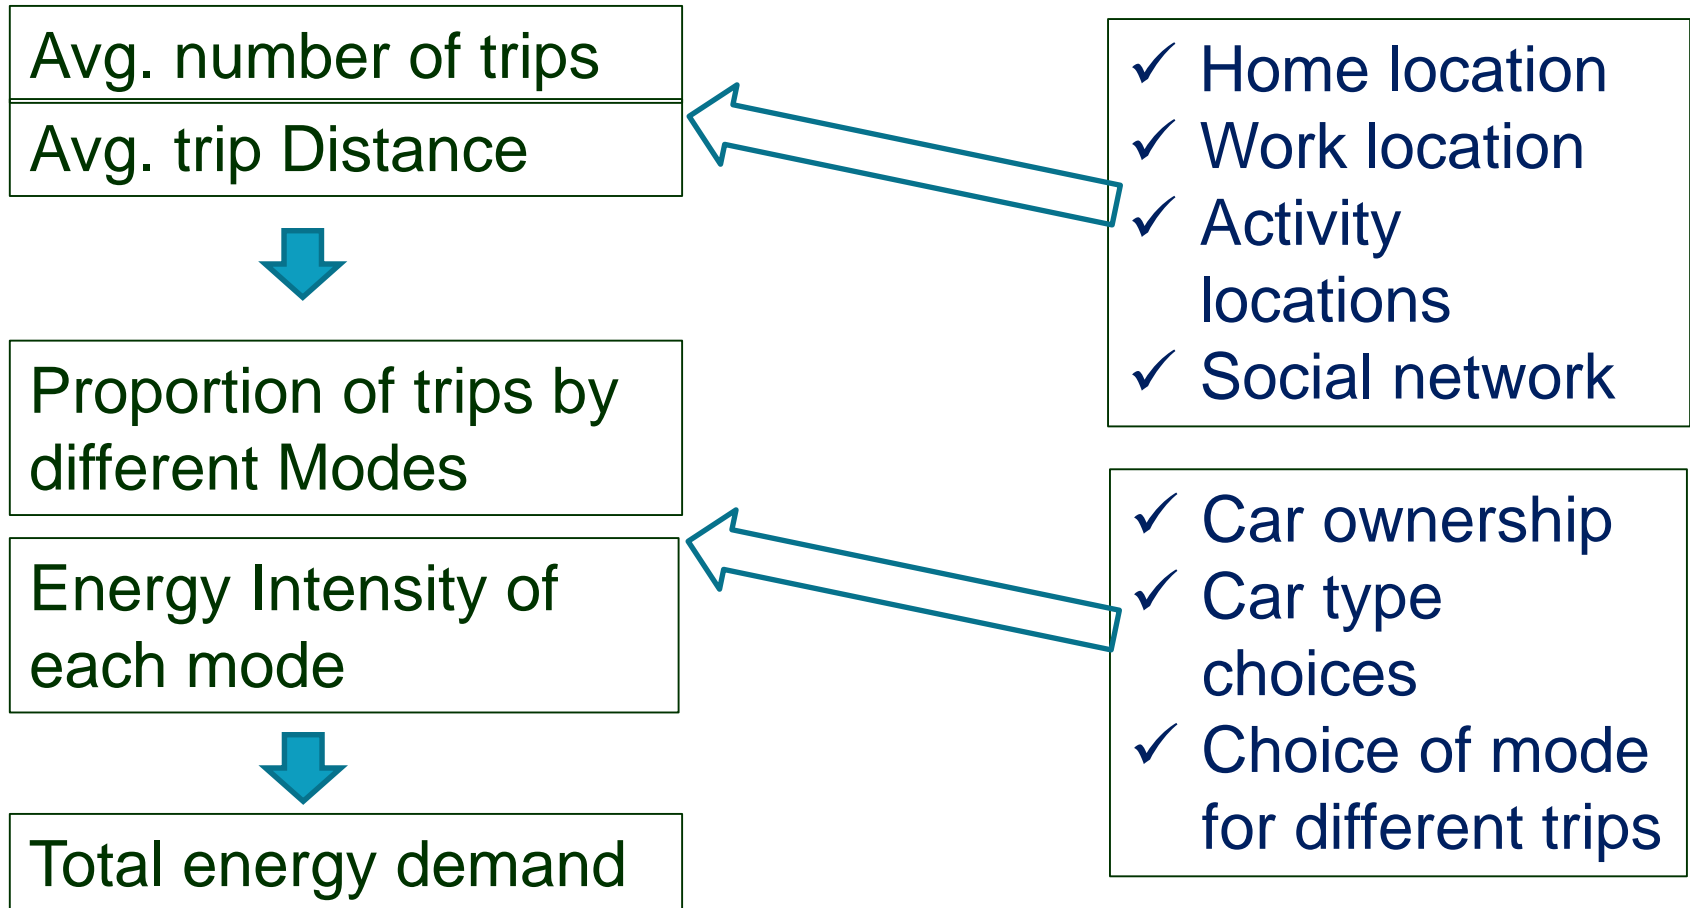 Avg. number of trips
Avg. trip Distance
Proportion of trips by
different Modes
Energy Intensity of
each mode
Total energy demand
✓ Home location
✓ Work location
✓ Activity
locations
✓ Social network
✓ Car ownership
✓ Car type
choices
✓ Choice of mode
for different trips